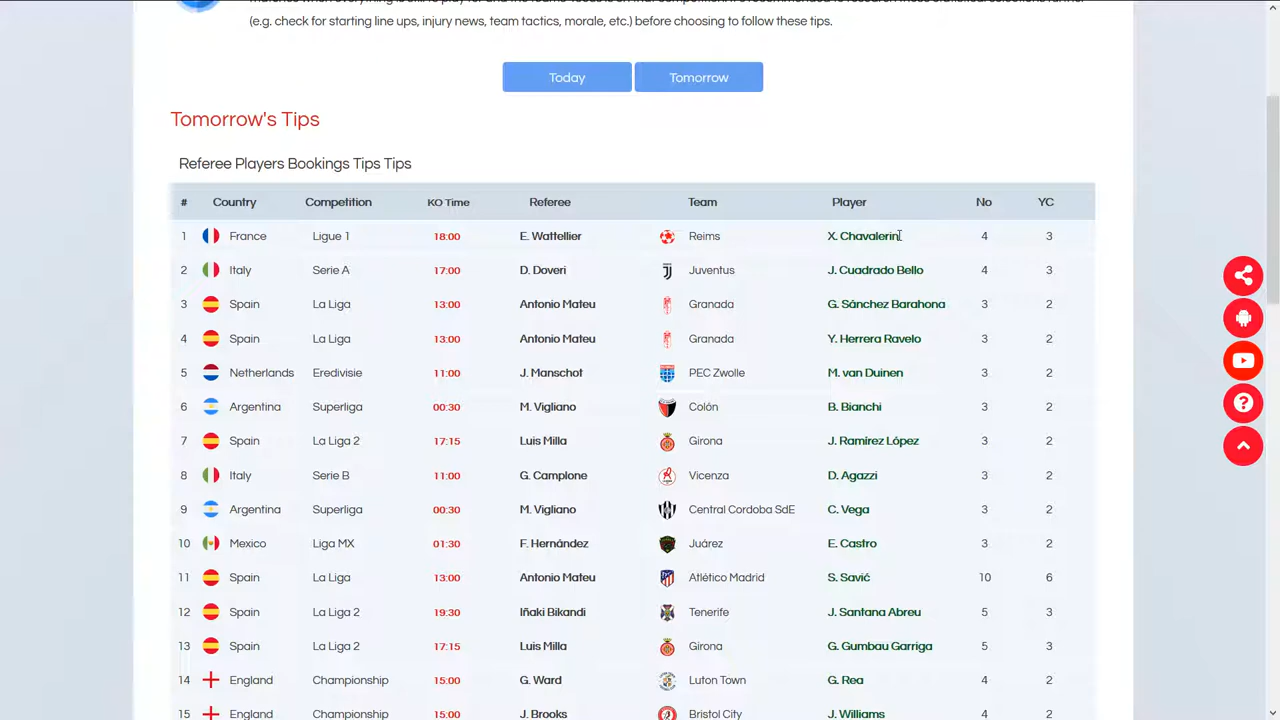 (e.g. check for starting line ups, injury news, team tactics, morale, etc.) before choosing to follow these tips.
Today Tomorrow
Tomorrow's Tips
Referee Players Bookings Tips Tips
# Country Competition KO Time Referee Team Player No YC
1 France Ligue 1 18:00 E. Wattellier Reims X. Chavalerin 4 3
2 Italy Serie A 17:00 D. Doveri Juventus J. Cuadrado Bello 4 3
3 Spain La Liga 13:00 Antonio Mateu Granada G. Sánchez Barahona 3 2
4 Spain La Liga 13:00 Antonio Mateu Granada Y. Herrera Ravelo 3 2
5 Netherlands Eredivisie 11:00 J. Manschot PEC Zwolle M. van Duinen 3 2
6 Argentina Superliga 00:30 M. Vigliano Colón B. Bianchi 3 2
7 Spain La Liga 2 17:15 Luis Milla Girona J. Ramírez López 3 2
8 Italy Serie B 11:00 G. Camplone Vicenza D. Agazzi 3 2
9 Argentina Superliga 00:30 M. Vigliano Central Cordoba SdE C. Vega 3 2
10 Mexico Liga MX 01:30 F. Hernández Juárez E. Castro 3 2
11 Spain La Liga 13:00 Antonio Mateu Atlético Madrid S. Savić 10 6
12 Spain La Liga 2 19:30 Iñaki Bikandi Tenerife J. Santana Abreu 5 3
13 Spain La Liga 2 17:15 Luis Milla Girona G. Gumbau Garriga 5 3
14 England Championship 15:00 G. Ward Luton Town G. Rea 4 2
15 England Championship 15:00 J. Brooks Bristol City J. Williams 4 2